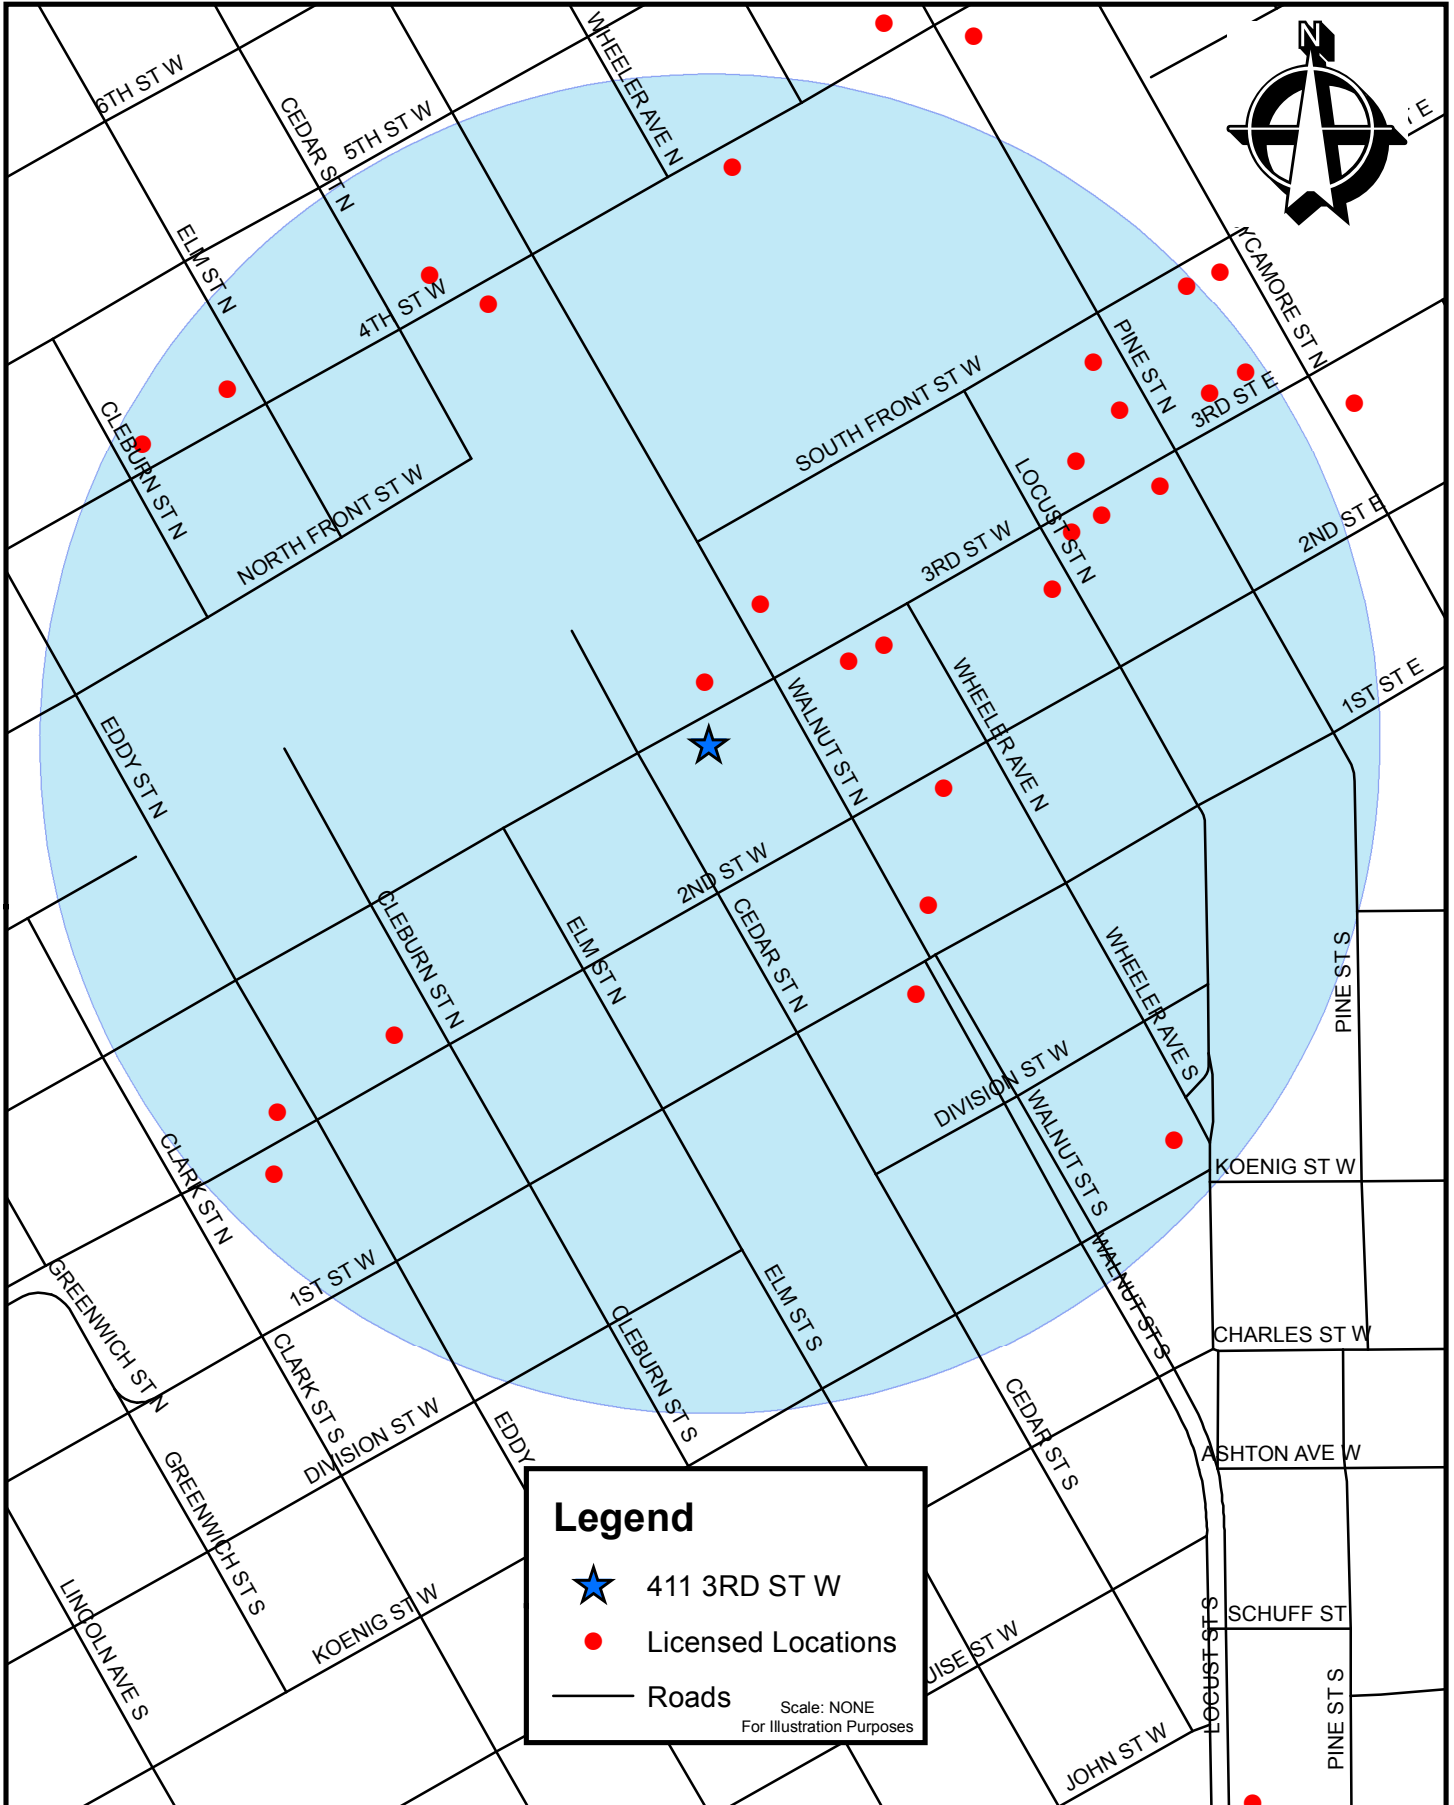 N
WHEELER AVE N
6TH ST W
CEDAR ST N
5TH ST W
ELM ST N
YCAMORE ST N
4TH ST W
PINE ST N
SOUTH FRONT ST W
3RD ST E
CLEBURN ST N
NORTH FRONT ST W
LOCUST ST N
3RD ST W
2ND ST E
WHEELER AVE N
1ST ST E
WALNUT ST N
EDDY ST N
2ND ST W
CLEBURN ST N
ELM ST N
CEDAR ST N
WHEELER AVE S
PINE ST S
DIVISION ST W
WALNUT ST S
CLARK ST N
KOENIG ST W
GREENWICH ST N
1ST ST W
WALNUT ST S
ELM ST S
CLEBURN ST S
CHARLES ST W
CLARK ST S
CEDAR ST S
DIVISION ST W
EDDY
ASHTON AVE W
GREENWICH ST S
LINCOLN AVE S
KOENIG ST W
Legend
411 3RD ST W
Licensed Locations
Roads
Scale: NONE
For Illustration Purposes
UISE ST W
SCHUFF ST
LOCUST ST S
PINE ST S
JOHN ST W